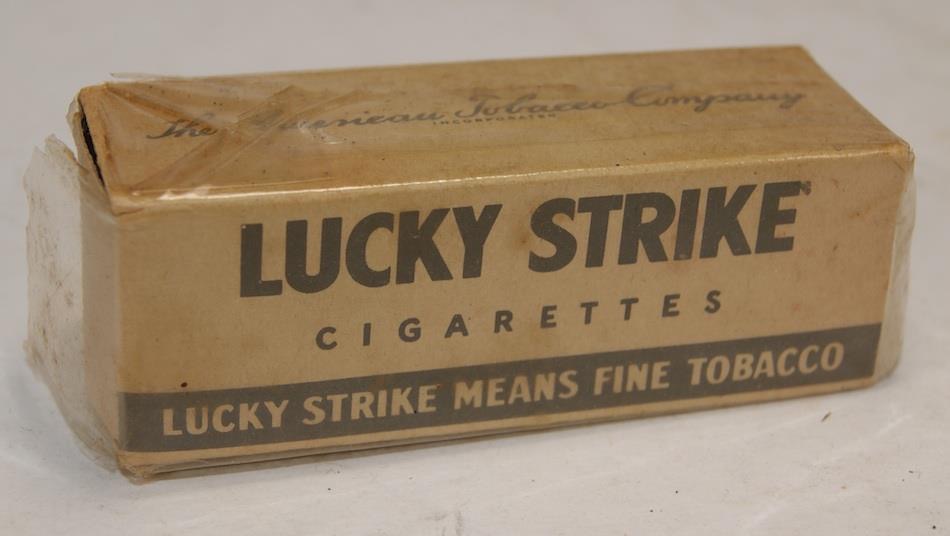 The American Tobacco Company
INCORPORATED
LUCKY STRIKE
CIGARETTES
LUCKY STRIKE MEANS FINE TOBACCO